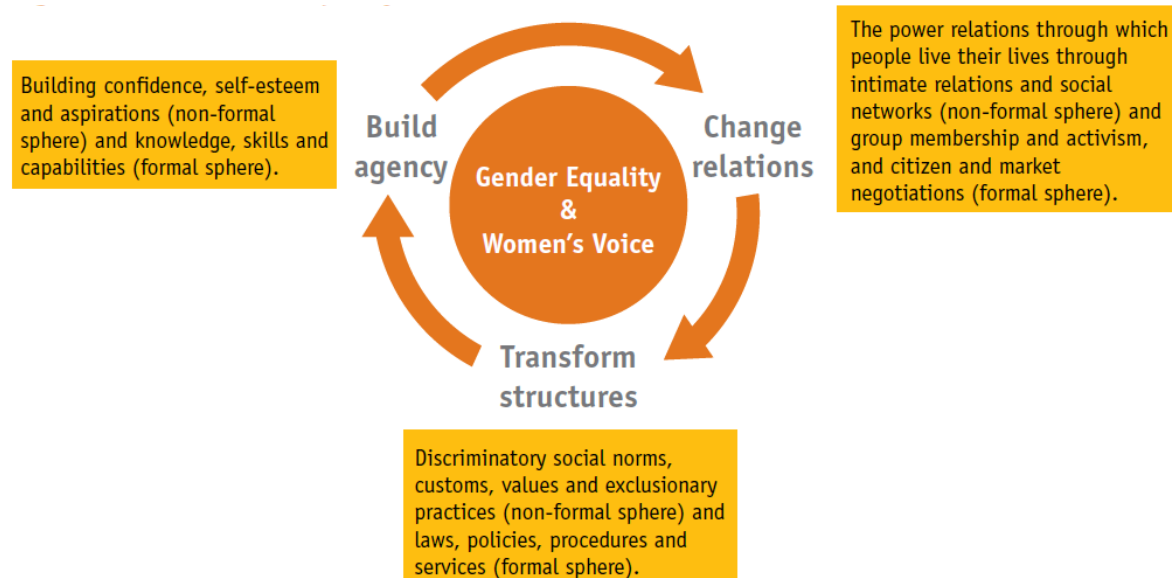 Building confidence, self-esteem
and aspirations (non-formal
sphere) and knowledge, skills and
capabilities (formal sphere).
Build
agency
Gender Equality
&
Women’s Voice
Change
relations
The power relations through which
people live their lives through
intimate relations and social
networks (non-formal sphere) and
group membership and activism,
and citizen and market
negotiations (formal sphere).
Transform
structures
Discriminatory social norms,
customs, values and exclusionary
practices (non-formal sphere) and
laws, policies, procedures and
services (formal sphere).